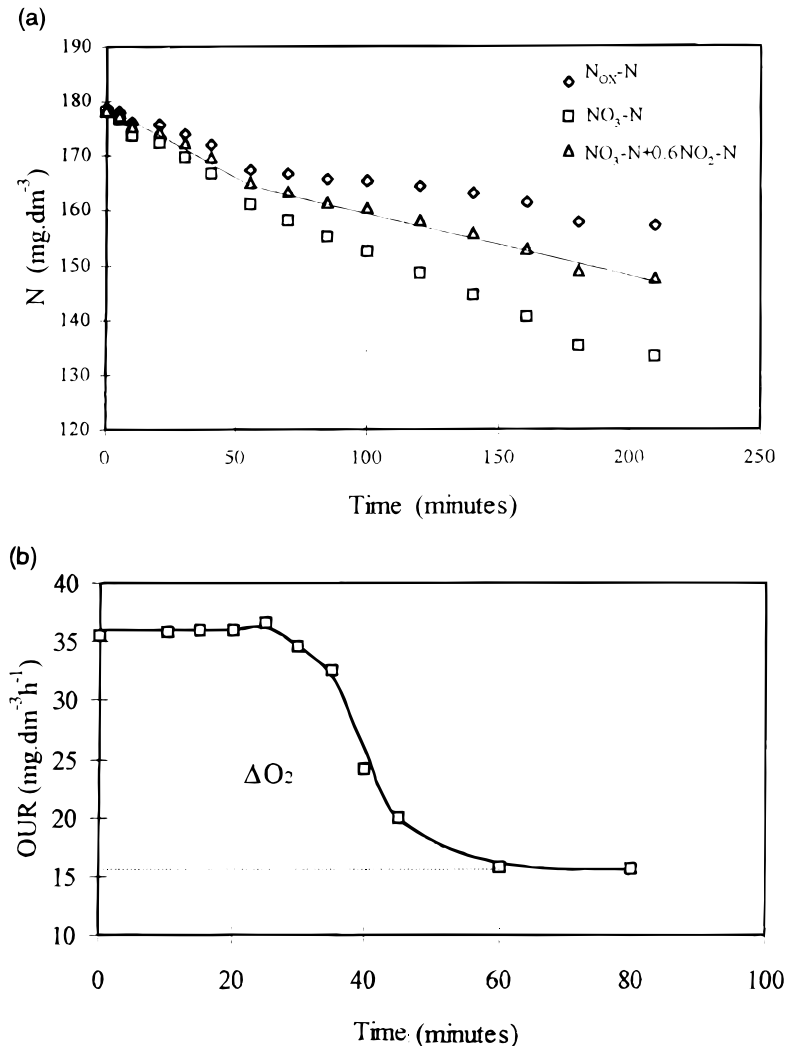 (a)
190
180
170
160
150
140
130
120
N (mg.dm⁻³)
N_OX-N
NO₃-N
NO₃-N+0.6NO₂-N
0 50 100 150 200 250
Time (minutes)
(b)
40
35
30
25
20
15
10
OUR (mg.dm⁻³h⁻¹)
ΔO₂
0 20 40 60 80 100
Time (minutes)